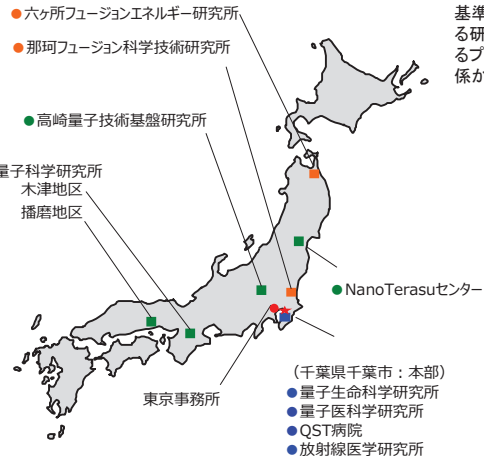 ●六ヶ所フュージョンエネルギー研究所
●那珂フュージョン科学技術研究所
●高崎量子技術基盤研究所
量子科学研究所
木津地区
播磨地区
●NanoTerasuセンター
東京事務所
(千葉県千葉市:本部)
●量子生命科学研究所
●量子医科学研究所
●QST病院
●放射線医学研究所
基準
る研
るプ
係か